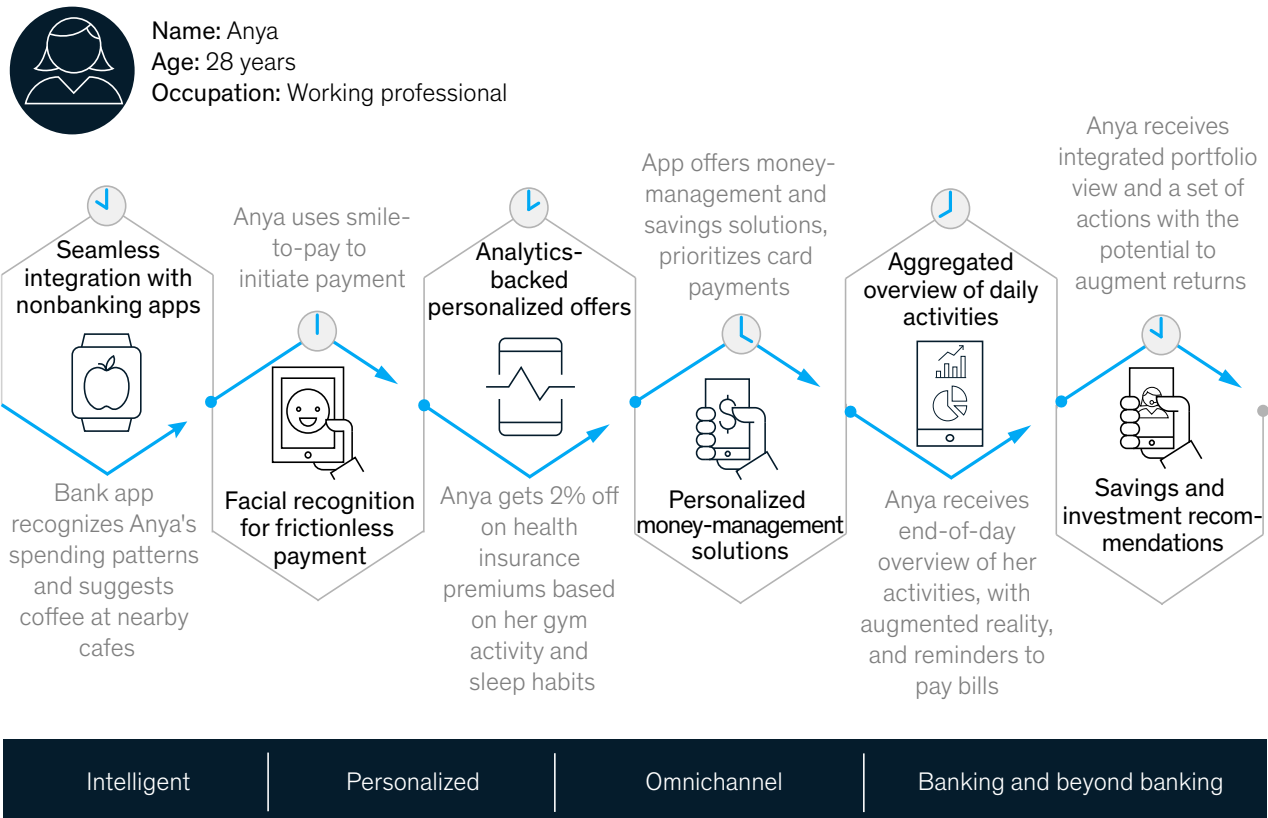 Name: Anya
Age: 28 years
Occupation: Working professional
Seamless
integration with
nonbanking apps
Bank app
recognizes Anya's
spending patterns
and suggests
coffee at nearby
cafes
Anya uses smile-
to-pay to
initiate payment
Facial recognition
for frictionless
payment
Analytics-
backed
personalized offers
Anya gets 2% off
on health
insurance
premiums based
on her gym
activity and
sleep habits
App offers money-
management and
savings solutions,
prioritizes card
payments
Personalized
money-management
solutions
Aggregated
overview of daily
activities
Anya receives
end-of-day
overview of her
activities, with
augmented reality,
and reminders to
pay bills
Anya receives
integrated portfolio
view and a set of
actions with the
potential to
augment returns
Savings and
investment recom-
mendations
Intelligent
Personalized
Omnichannel
Banking and beyond banking